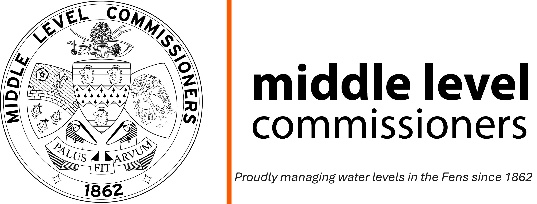 MIDDLE LEVEL COMMISSIONERS
PALUS FIT ARVUM
1862
middle level
commissioners
Proudly managing water levels in the Fens since 1862